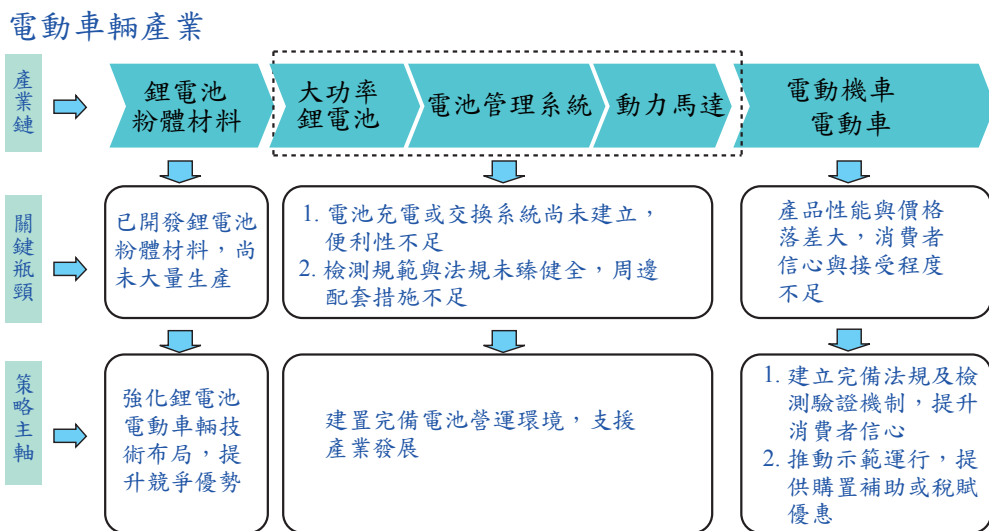 電動車輛產業
產業鏈
鋰電池
粉體材料
大功率
鋰電池
電池管理系統
動力馬達
電動機車
電動車
關鍵瓶頸
已開發鋰電池
粉體材料，尚
未大量生產
1. 電池充電或交換系統尚未建立，
便利性不足
2. 檢測規範與法規未臻健全，周邊
配套措施不足
產品性能與價格
落差大，消費者
信心與接受程度
不足
策略主軸
強化鋰電池
電動車輛技
術布局，提
升競爭優勢
建置完備電池營運環境，支援
產業發展
1. 建立完備法規及檢
測驗證機制，提升
消費者信心
2. 推動示範運行，提
供購置補助或稅賦
優惠